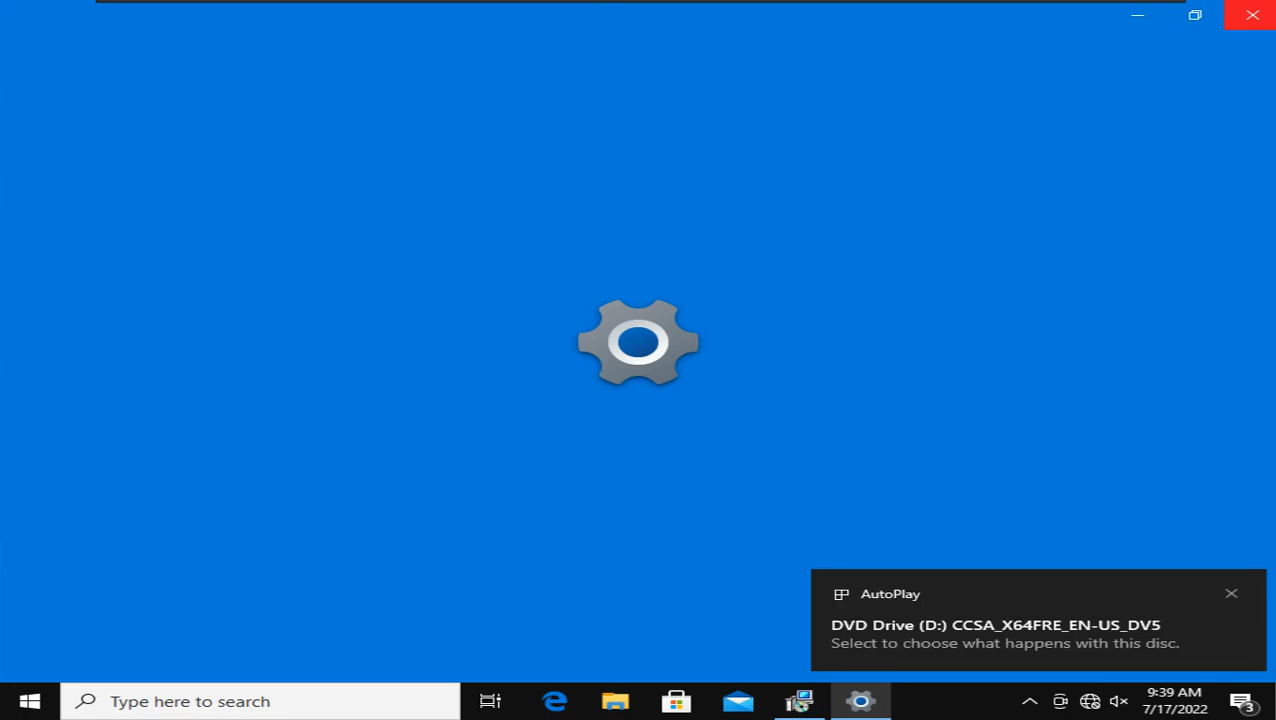 AutoPlay
DVD Drive (D:) CCSA_X64FRE_EN-US_DV5
Select to choose what happens with this disc.
Type here to search
9:39 AM
7/17/2022
3